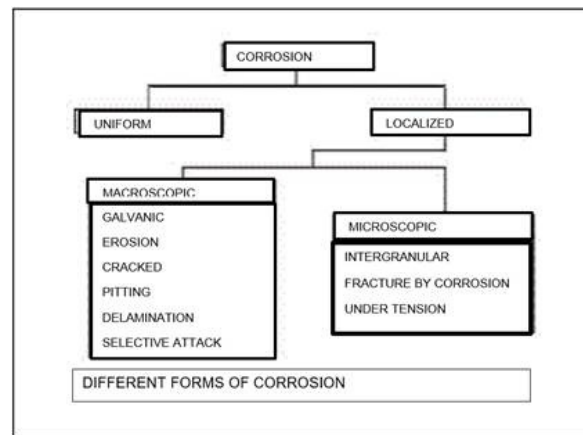 CORROSION
UNIFORM
LOCALIZED
MACROSCOPIC
GALVANIC
EROSION
CRACKED
PITTING
DELAMINATION
SELECTIVE ATTACK
MICROSCOPIC
INTERGRANULAR
FRACTURE BY CORROSION
UNDER TENSION
DIFFERENT FORMS OF CORROSION